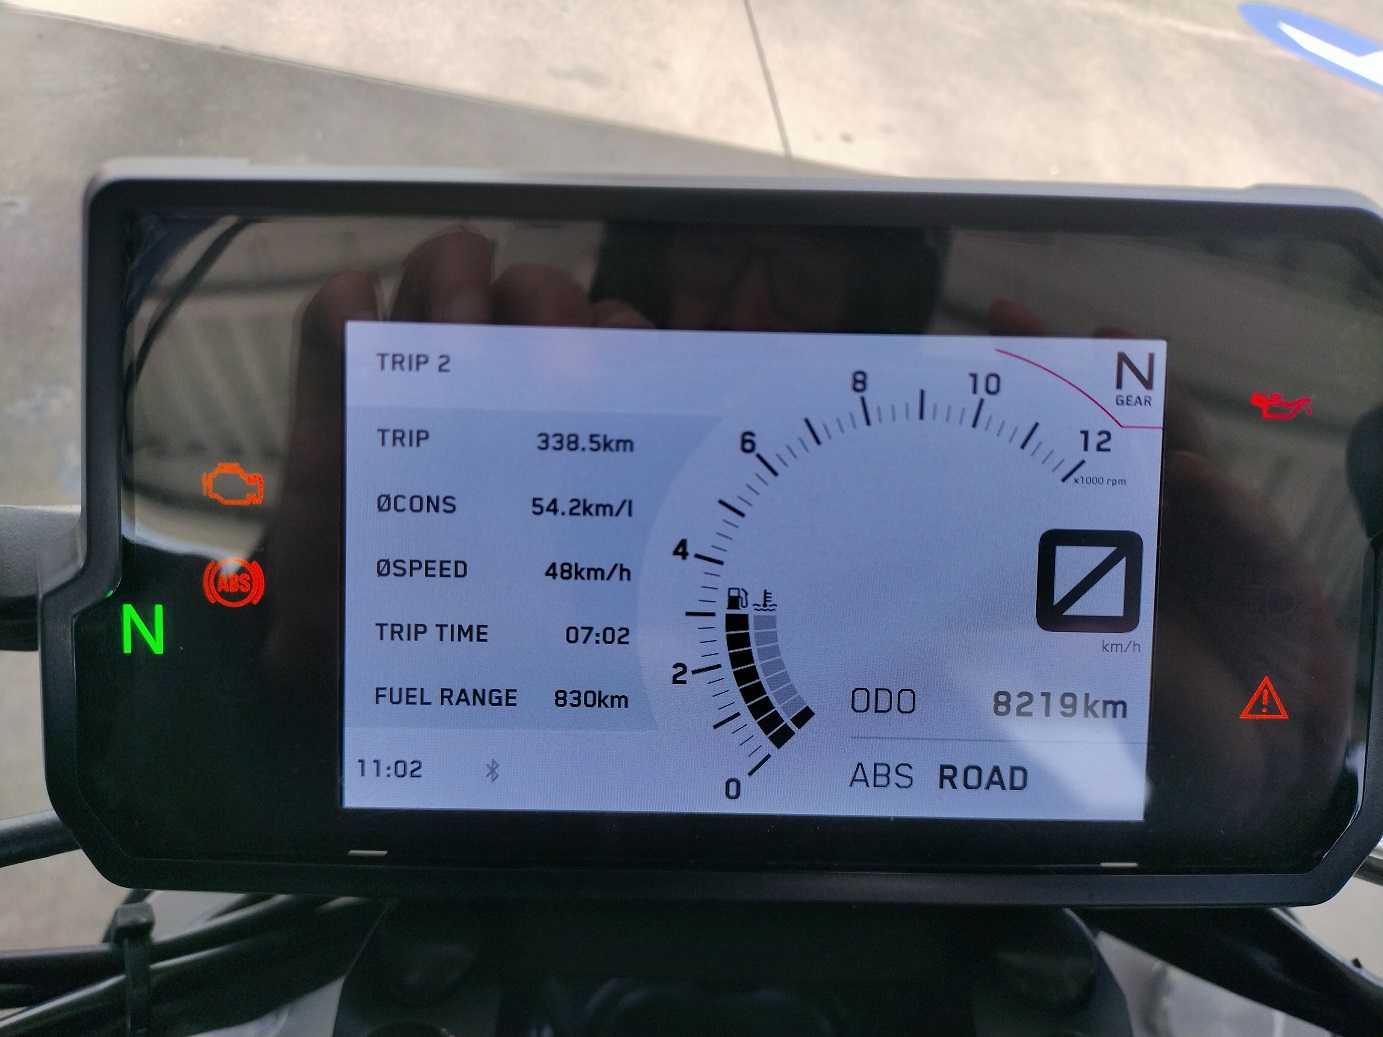 TRIP 2
TRIP 338.5km
ØCONS 54.2km/l
ØSPEED 48km/h
TRIP TIME 07:02
FUEL RANGE 830km
11:02
0
2
4
6
8
10
12
x1000 rpm
N
GEAR
km/h
ODO 8219km
ABS ROAD
ABS
N